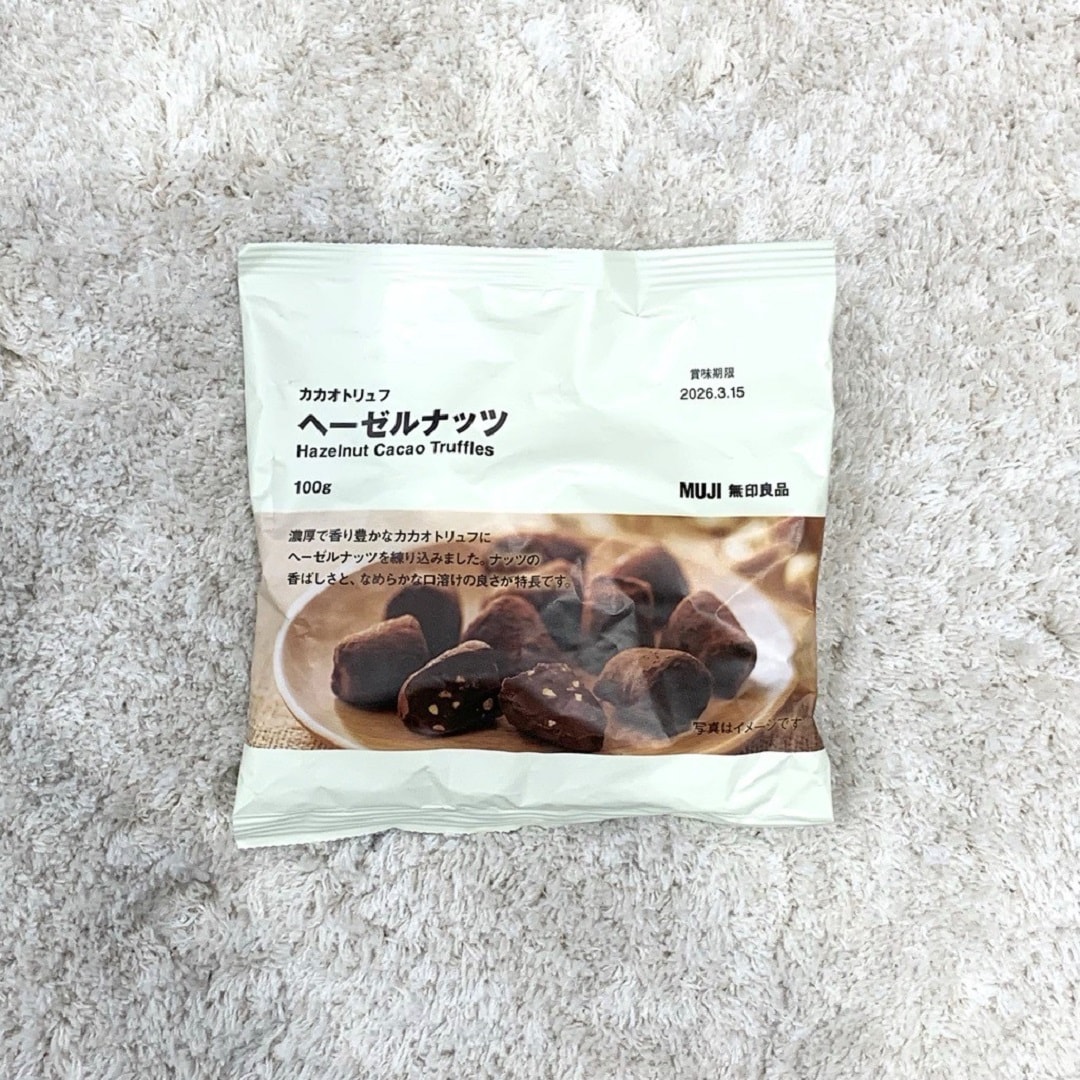 カカオトリュフ
ヘーゼルナッツ
Hazelnut Cacao Truffles
100g
賞味期限
2026.3.15
MUJI 無印良品
濃厚で香り豊かなカカオトリュフに
ヘーゼルナッツを練り込みました。ナッツの
香ばしさと、なめらかな口溶けの良さが特長です。
写真はイメージです